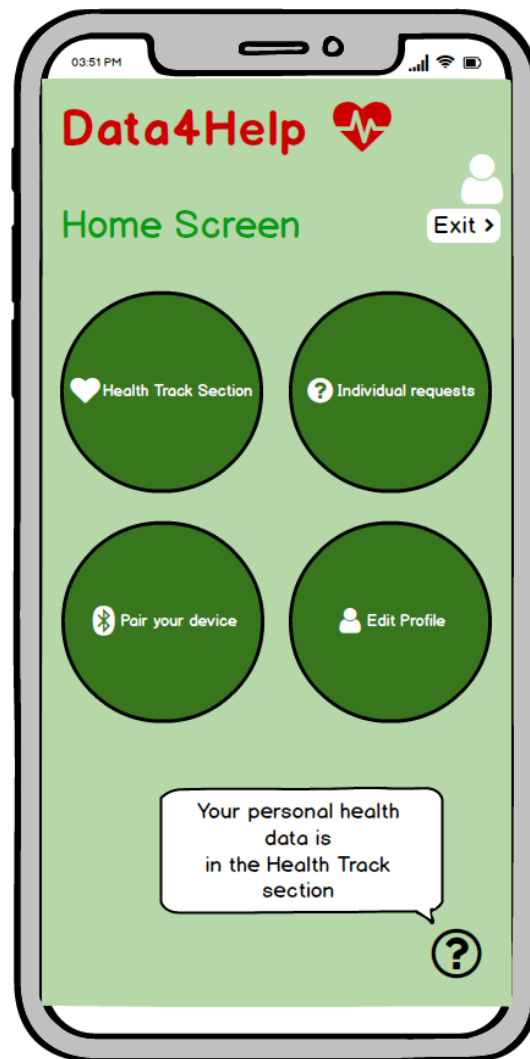 03:51 PM
Data4Help
Home Screen
Exit >
Health Track Section
Individual requests
Pair your device
Edit Profile
Your personal health
data is
in the Health Track
section
?